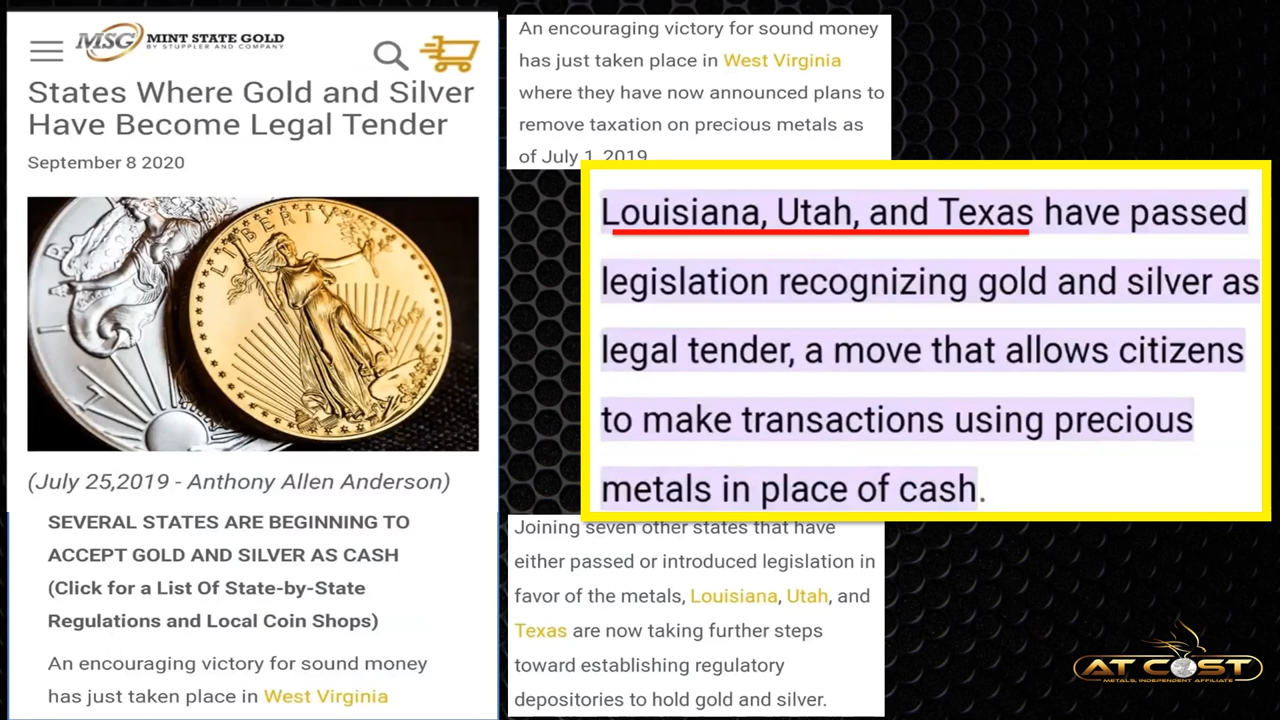 MSG MINT STATE GOLD
BY STUPPLER AND COMPANY
States Where Gold and Silver
Have Become Legal Tender
September 8 2020
LIBERTY
(July 25,2019 - Anthony Allen Anderson)
SEVERAL STATES ARE BEGINNING TO
ACCEPT GOLD AND SILVER AS CASH
(Click for a List Of State-by-State
Regulations and Local Coin Shops)
An encouraging victory for sound money
has just taken place in West Virginia
An encouraging victory for sound money
has just taken place in West Virginia
where they have now announced plans to
remove taxation on precious metals as
of July 1, 2019
Louisiana, Utah, and Texas have passed
legislation recognizing gold and silver as
legal tender, a move that allows citizens
to make transactions using precious
metals in place of cash.
Joining seven other states that have
either passed or introduced legislation in
favor of the metals, Louisiana, Utah, and
Texas are now taking further steps
toward establishing regulatory
depositories to hold gold and silver.
AT COST
METALS, INDEPENDENT AFFILIATE